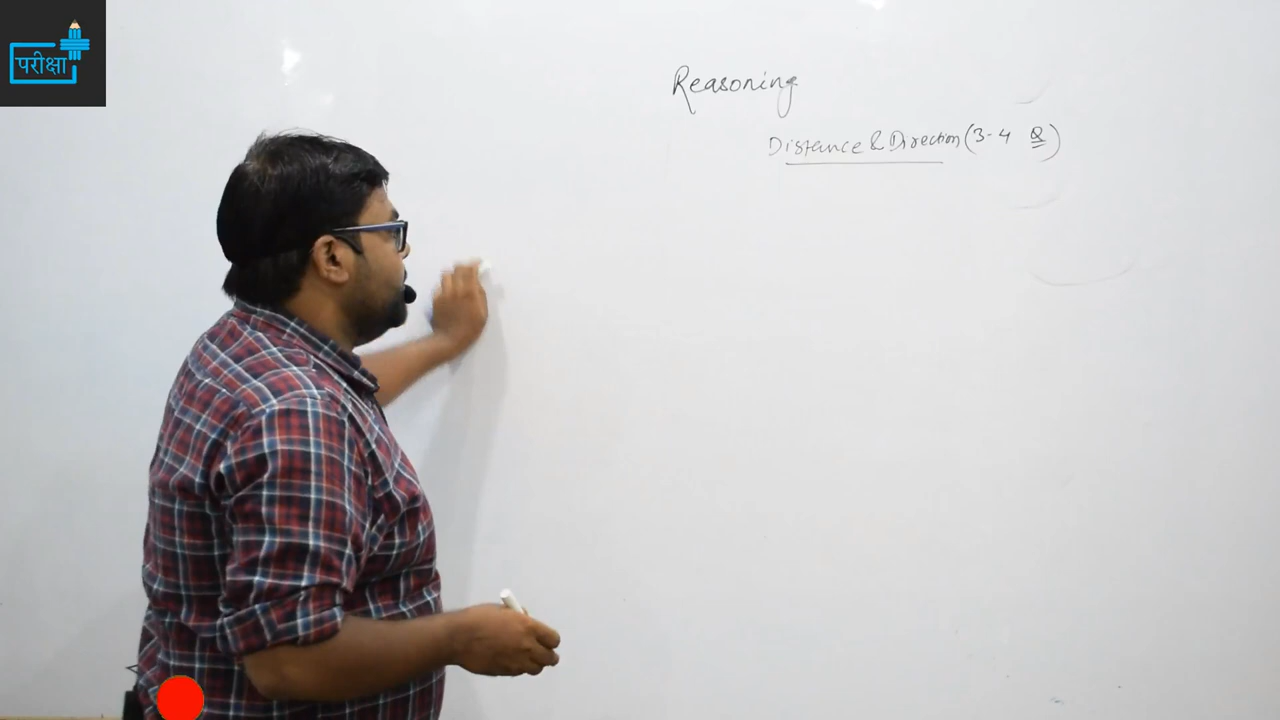 परीक्षा
Reasoning
Distance & Direction (3-4 Q)